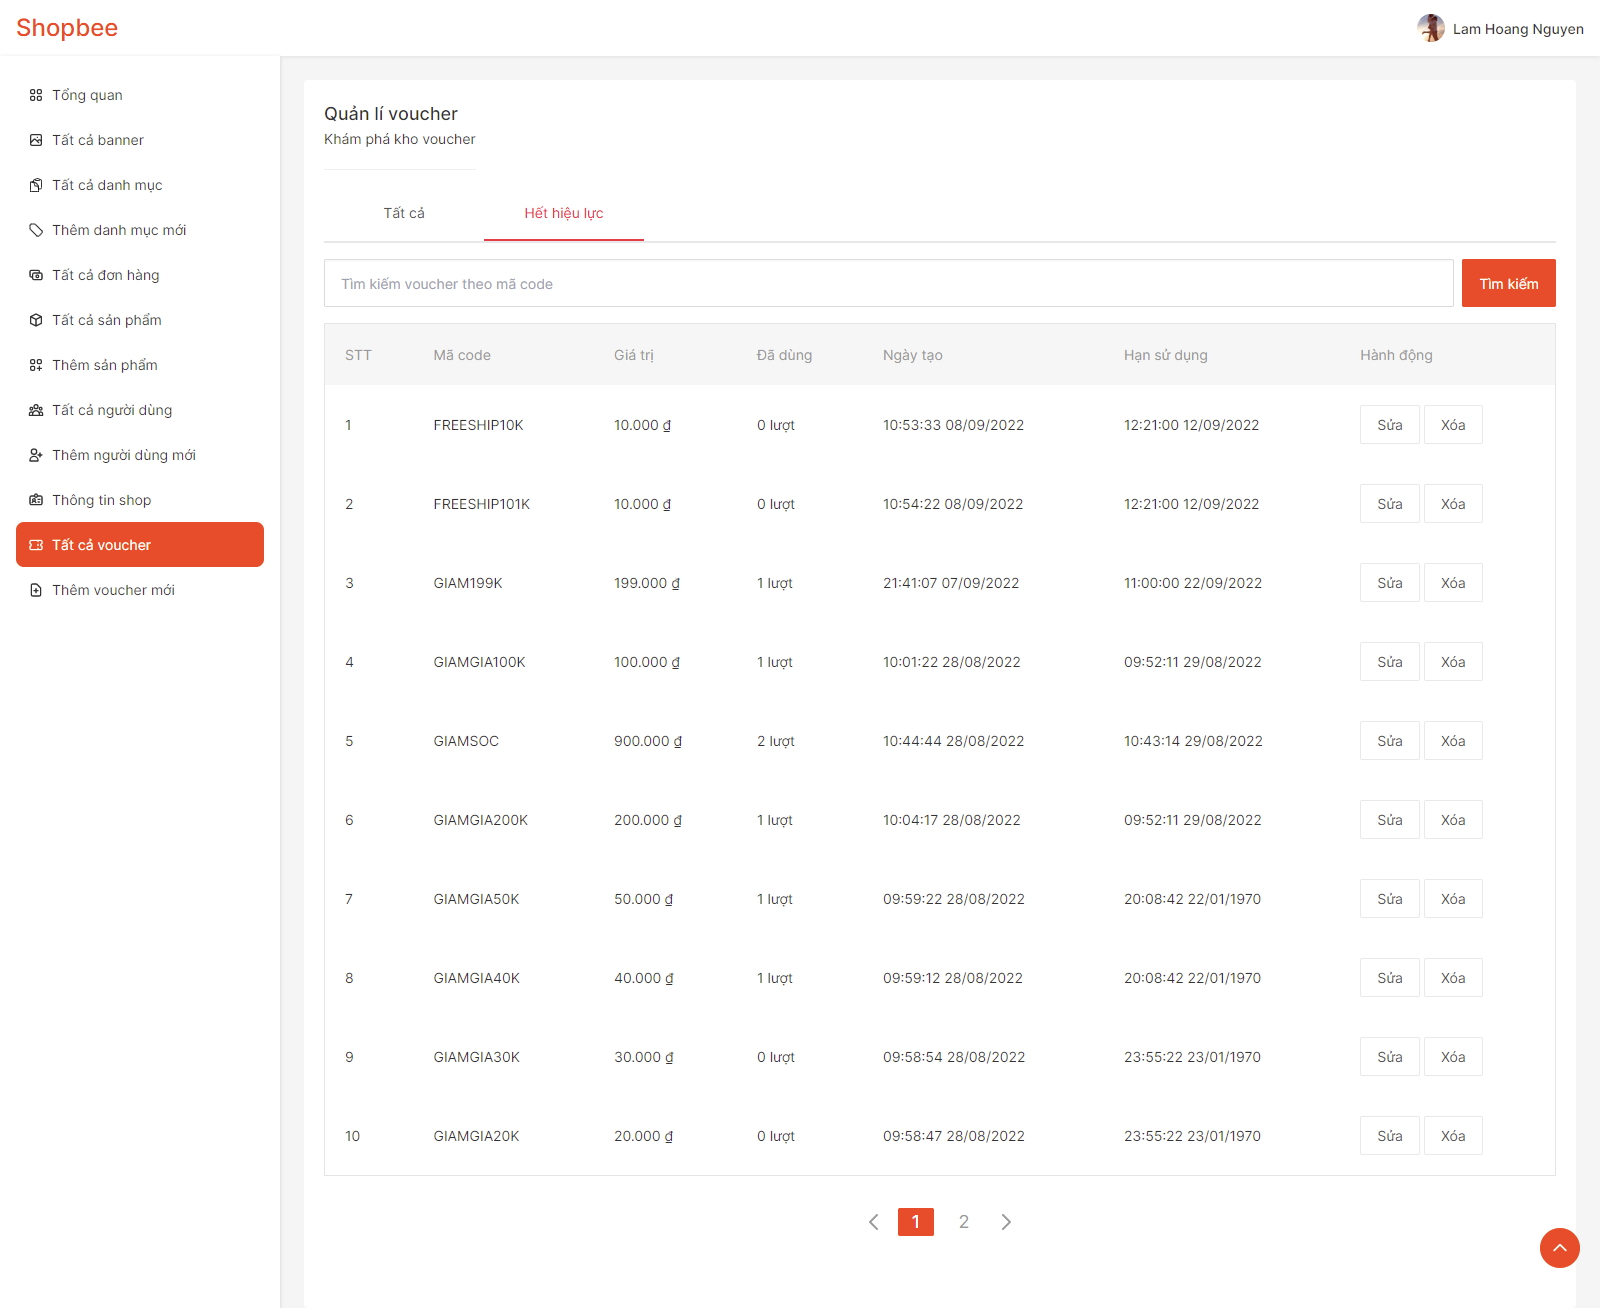 Shopbee
Lam Hoang Nguyen
Tổng quan
Tất cả banner
Tất cả danh mục
Thêm danh mục mới
Tất cả đơn hàng
Tất cả sản phẩm
Thêm sản phẩm
Tất cả người dùng
Thêm người dùng mới
Thông tin shop
Tất cả voucher
Thêm voucher mới
Quản lí voucher
Khám phá kho voucher
Tất cả Hết hiệu lực
Tìm kiếm voucher theo mã code Tìm kiếm
STT Mã code Giá trị Đã dùng Ngày tạo Hạn sử dụng Hành động
1 FREESHIP10K 10.000 ₫ 0 lượt 10:53:33 08/09/2022 12:21:00 12/09/2022 Sửa Xóa
2 FREESHIP101K 10.000 ₫ 0 lượt 10:54:22 08/09/2022 12:21:00 12/09/2022 Sửa Xóa
3 GIAM199K 199.000 ₫ 1 lượt 21:41:07 07/09/2022 11:00:00 22/09/2022 Sửa Xóa
4 GIAMGIA100K 100.000 ₫ 1 lượt 10:01:22 28/08/2022 09:52:11 29/08/2022 Sửa Xóa
5 GIAMSOC 900.000 ₫ 2 lượt 10:44:44 28/08/2022 10:43:14 29/08/2022 Sửa Xóa
6 GIAMGIA200K 200.000 ₫ 1 lượt 10:04:17 28/08/2022 09:52:11 29/08/2022 Sửa Xóa
7 GIAMGIA50K 50.000 ₫ 1 lượt 09:59:22 28/08/2022 20:08:42 22/01/1970 Sửa Xóa
8 GIAMGIA40K 40.000 ₫ 1 lượt 09:59:12 28/08/2022 20:08:42 22/01/1970 Sửa Xóa
9 GIAMGIA30K 30.000 ₫ 0 lượt 09:58:54 28/08/2022 23:55:22 23/01/1970 Sửa Xóa
10 GIAMGIA20K 20.000 ₫ 0 lượt 09:58:47 28/08/2022 23:55:22 23/01/1970 Sửa Xóa
1 2